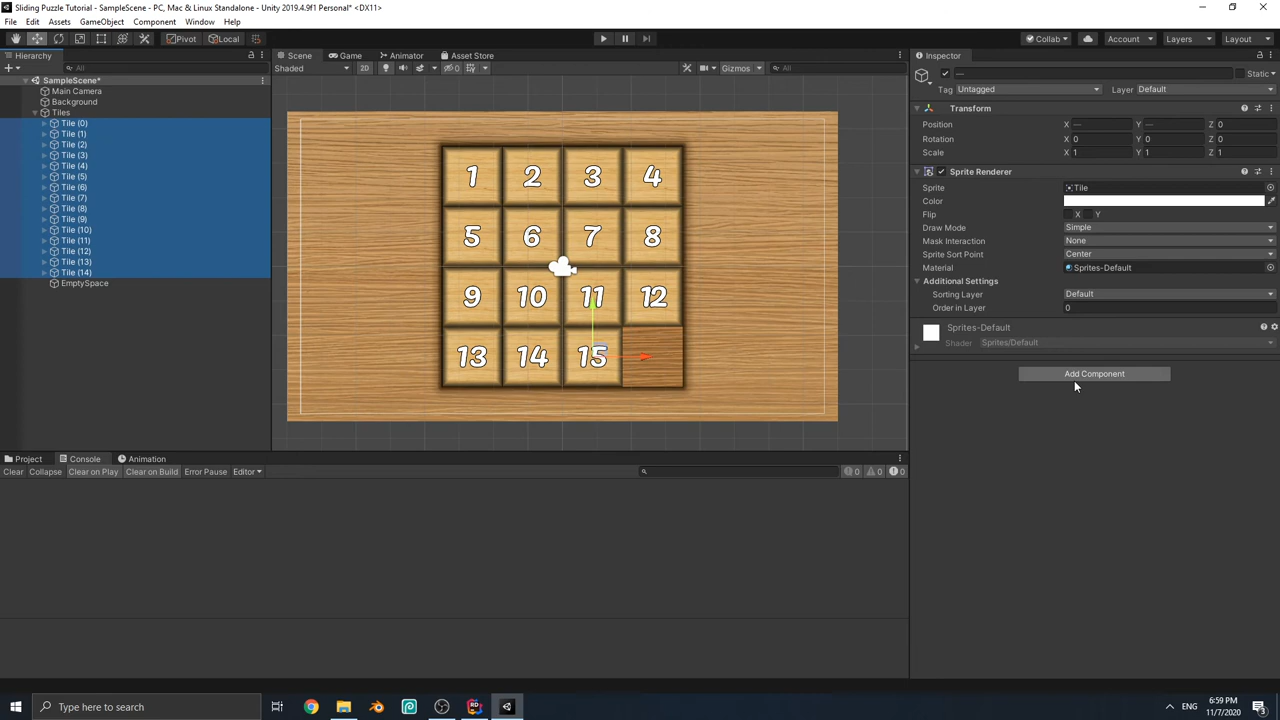 Sliding Puzzle Tutorial - SampleScene - PC, Mac & Linux Standalone - Unity 2019.4.9f1 Personal* <DX11>
File Edit Assets GameObject Component Window Help
Pivot Local Collab Account Layers Layout
Hierarchy
All
SampleScene*
Main Camera
Background
Tiles
Tile (0)
Tile (1)
Tile (2)
Tile (3)
Tile (4)
Tile (5)
Tile (6)
Tile (7)
Tile (8)
Tile (9)
Tile (10)
Tile (11)
Tile (12)
Tile (13)
Tile (14)
EmptySpace
Scene Game Animator Asset Store
Shaded 2D 0 Gizmos All
1 2 3 4
5 6 7 8
9 10 11 12
13 14 15
Inspector
— Static
Tag Untagged Layer Default
Transform
Position X — Y — Z 0
Rotation X 0 Y 0 Z 0
Scale X 1 Y 1 Z 1
Sprite Renderer
Sprite Tile
Color
Flip X Y
Draw Mode Simple
Mask Interaction None
Sprite Sort Point Center
Material Sprites-Default
Additional Settings
Sorting Layer Default
Order in Layer 0
Sprites-Default
Shader Sprites/Default
Add Component
Project Console Animation
Clear Collapse Clear on Play Clear on Build Error Pause Editor 0 0 0
Type here to search
ENG
6:59 PM
11/7/2020
3